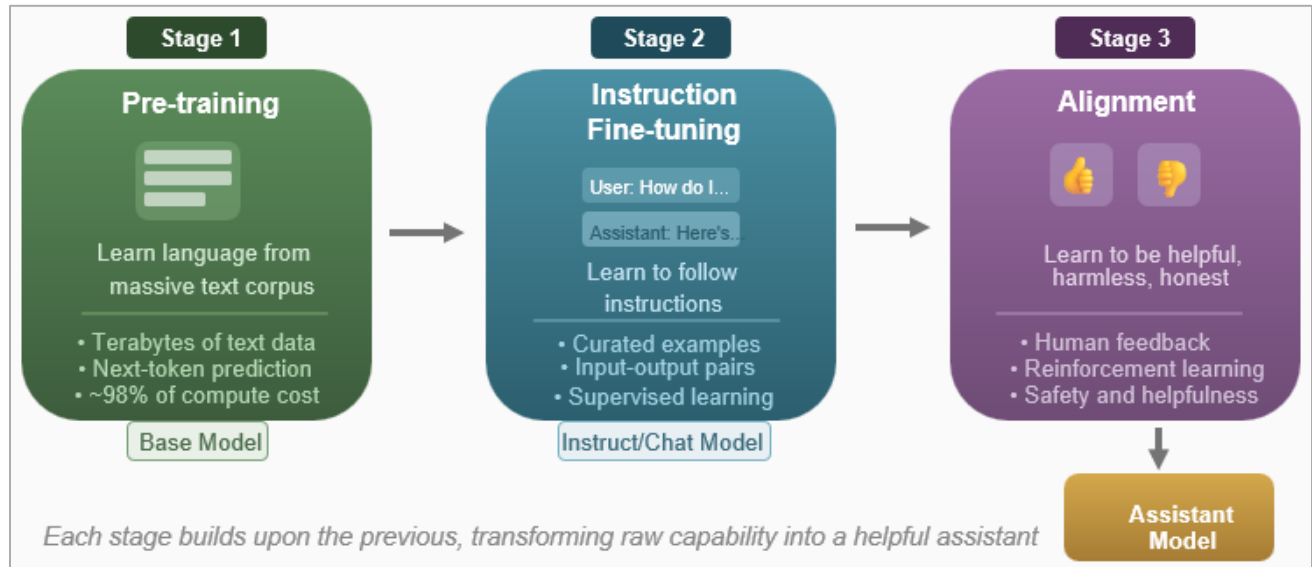 Stage 1
Pre-training
Learn language from
massive text corpus
• Terabytes of text data
• Next-token prediction
• ~98% of compute cost
Base Model
Stage 2
Instruction
Fine-tuning
User: How do I...
Assistant: Here's...
Learn to follow
instructions
• Curated examples
• Input-output pairs
• Supervised learning
Instruct/Chat Model
Stage 3
Alignment
Learn to be helpful,
harmless, honest
• Human feedback
• Reinforcement learning
• Safety and helpfulness
Assistant
Model
Each stage builds upon the previous, transforming raw capability into a helpful assistant